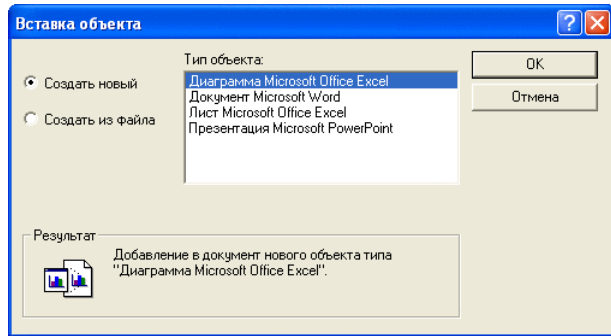 Вставка объекта
Тип объекта:
Создать новый
Создать из файла
Диаграмма Microsoft Office Excel
Документ Microsoft Word
Лист Microsoft Office Excel
Презентация Microsoft PowerPoint
OK
Отмена
Результат
Добавление в документ нового объекта типа
"Диаграмма Microsoft Office Excel".